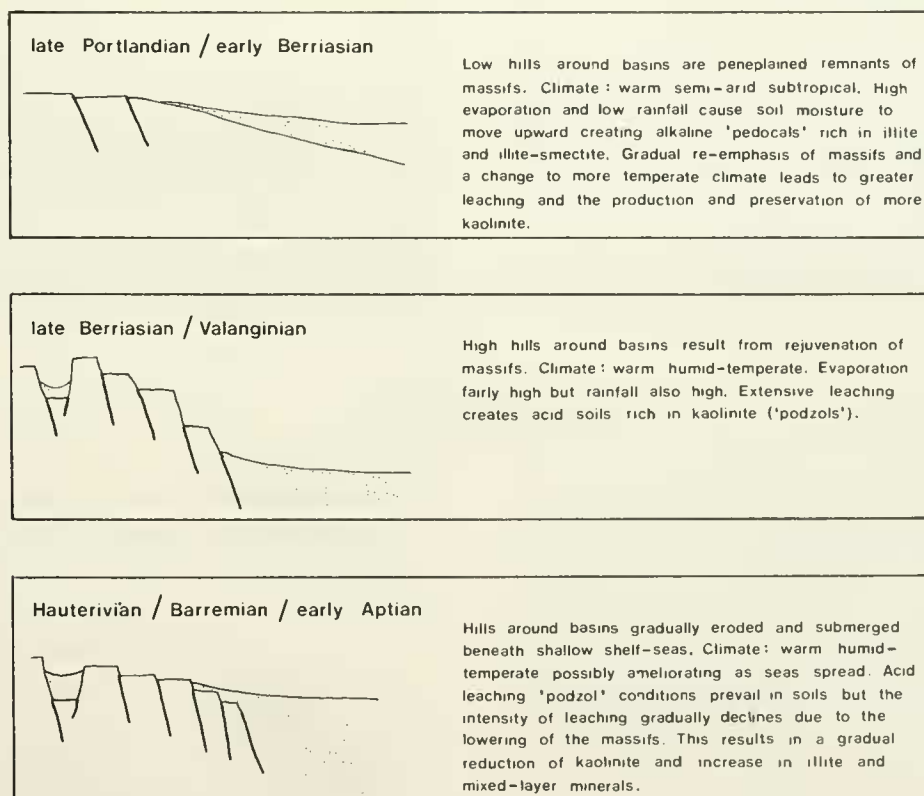 late Portlandian / early Berriasian
Low hills around basins are peneplained remnants of
massifs. Climate: warm semi-arid subtropical. High
evaporation and low rainfall cause soil moisture to
move upward creating alkaline 'pedocals' rich in illite
and illite-smectite. Gradual re-emphasis of massifs and
a change to more temperate climate leads to greater
leaching and the production and preservation of more
kaolinite.
late Berriasian / Valanginian
High hills around basins result from rejuvenation of
massifs. Climate: warm humid-temperate. Evaporation
fairly high but rainfall also high. Extensive leaching
creates acid soils rich in kaolinite ('podzols').
Hauterivian / Barremian / early Aptian
Hills around basins gradually eroded and submerged
beneath shallow shelf-seas. Climate: warm humid-
temperate possibly ameliorating as seas spread. Acid
leaching 'podzol' conditions prevail in soils but the
intensity of leaching gradually declines due to the
lowering of the massifs. This results in a gradual
reduction of kaolinite and increase in illite and
mixed-layer minerals.